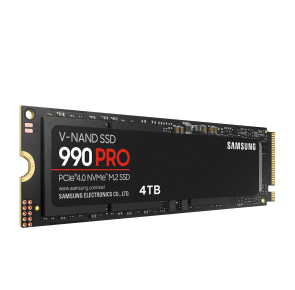 V-NAND SSD
990 PRO
PCIe® 4.0 NVMe™ M.2 SSD
www.samsung.com/ssd
SAMSUNG ELECTRONICS CO., LTD.
4TB
SAMSUNG